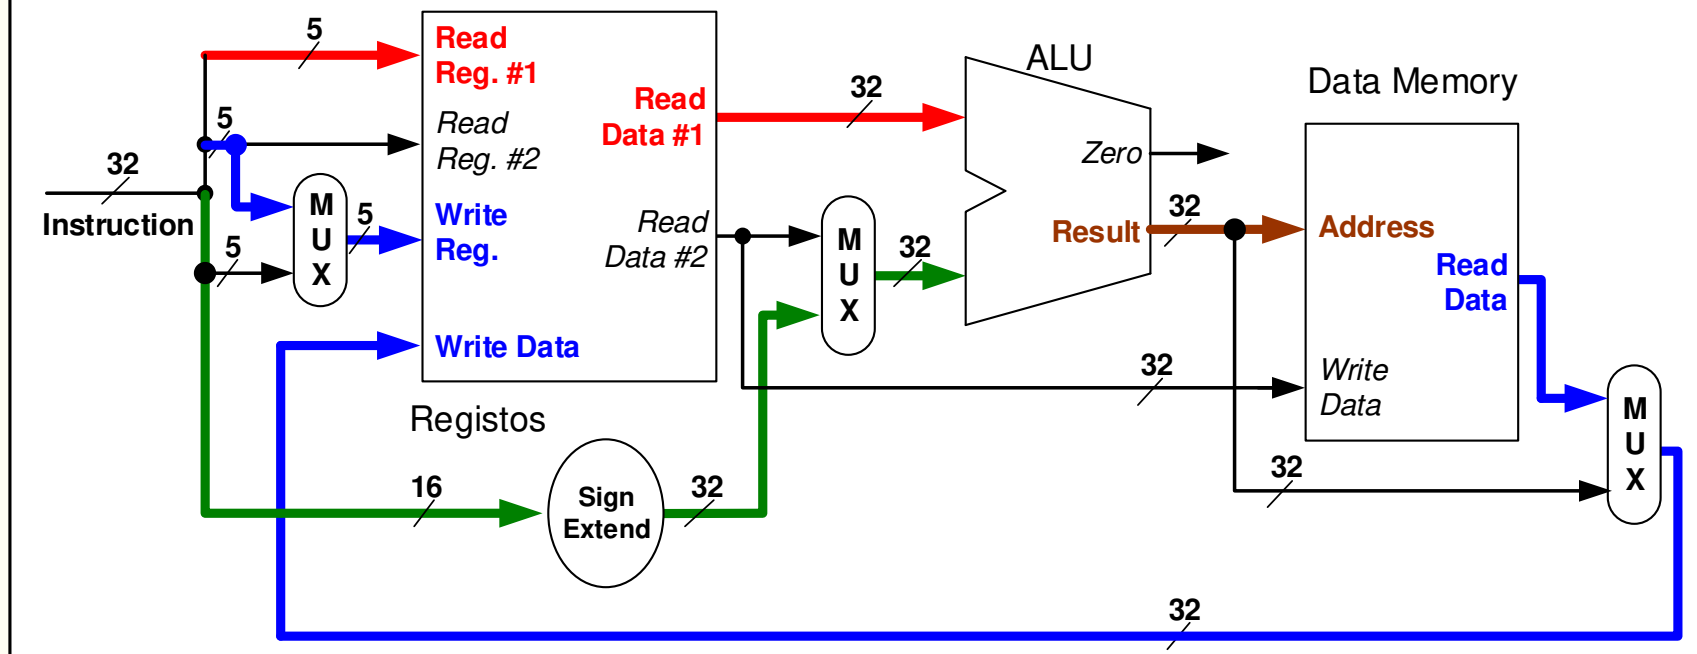 5
Read
Reg. #1
ALU
Data Memory
32
Read
Data #1
5
Read
Reg. #2
Zero
32
Instruction
M
U
X
5
Write
Reg.
Read
Data #2
M
U
X
32
Result
32
Address
5
Read
Data
Write Data
32
Write
Data
Registos
M
U
X
16
Sign
Extend
32
32
32